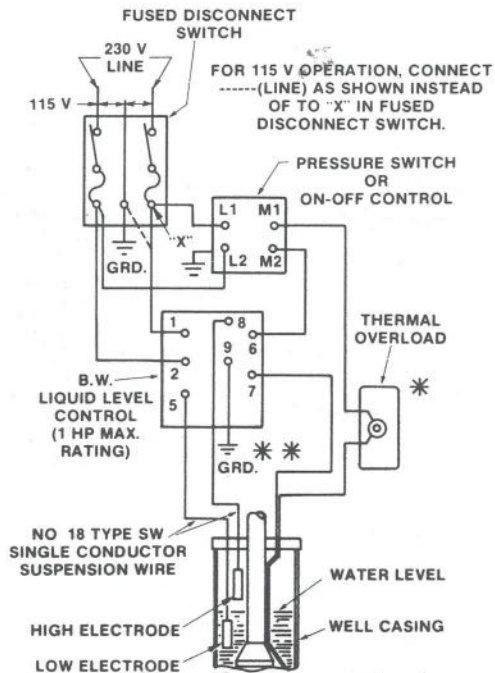 FUSED DISCONNECT
SWITCH
230 V
LINE
115 V
FOR 115 V OPERATION, CONNECT
------(LINE) AS SHOWN INSTEAD
OF TO "X" IN FUSED
DISCONNECT SWITCH.
PRESSURE SWITCH
OR
ON-OFF CONTROL
L1 M1
"X"
GRD.
L2 M2
1 8
6
THERMAL
OVERLOAD
2 9
7
B.W.
LIQUID LEVEL
CONTROL
(1 HP MAX.
RATING)
5
GRD.
NO 18 TYPE SW
SINGLE CONDUCTOR
SUSPENSION WIRE
WATER LEVEL
HIGH ELECTRODE
WELL CASING
LOW ELECTRODE